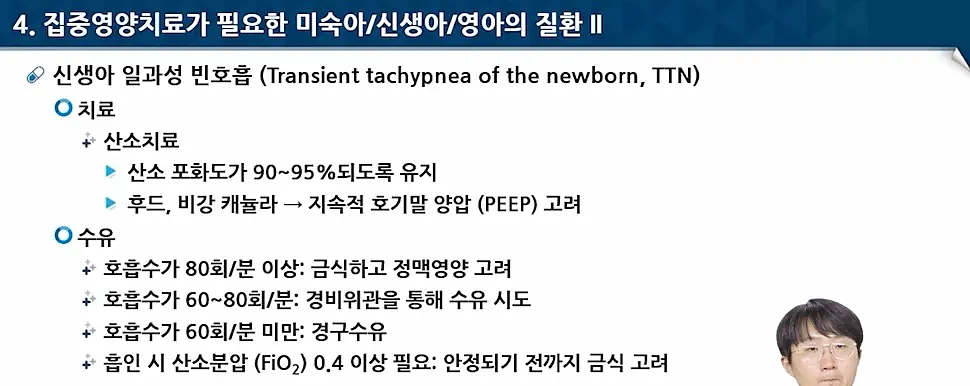 4. 집중영양치료가 필요한 미숙아/신생아/영아의 질환 II
신생아 일과성 빈호흡 (Transient tachypnea of the newborn, TTN)
치료
산소치료
산소 포화도가 90~95%되도록 유지
후드, 비강 캐뉼라 → 지속적 호기말 양압 (PEEP) 고려
수유
호흡수가 80회/분 이상: 금식하고 정맥영양 고려
호흡수가 60~80회/분: 경비위관을 통해 수유 시도
호흡수가 60회/분 미만: 경구수유
흡인 시 산소분압 (FiO₂) 0.4 이상 필요: 안정되기 전까지 금식 고려